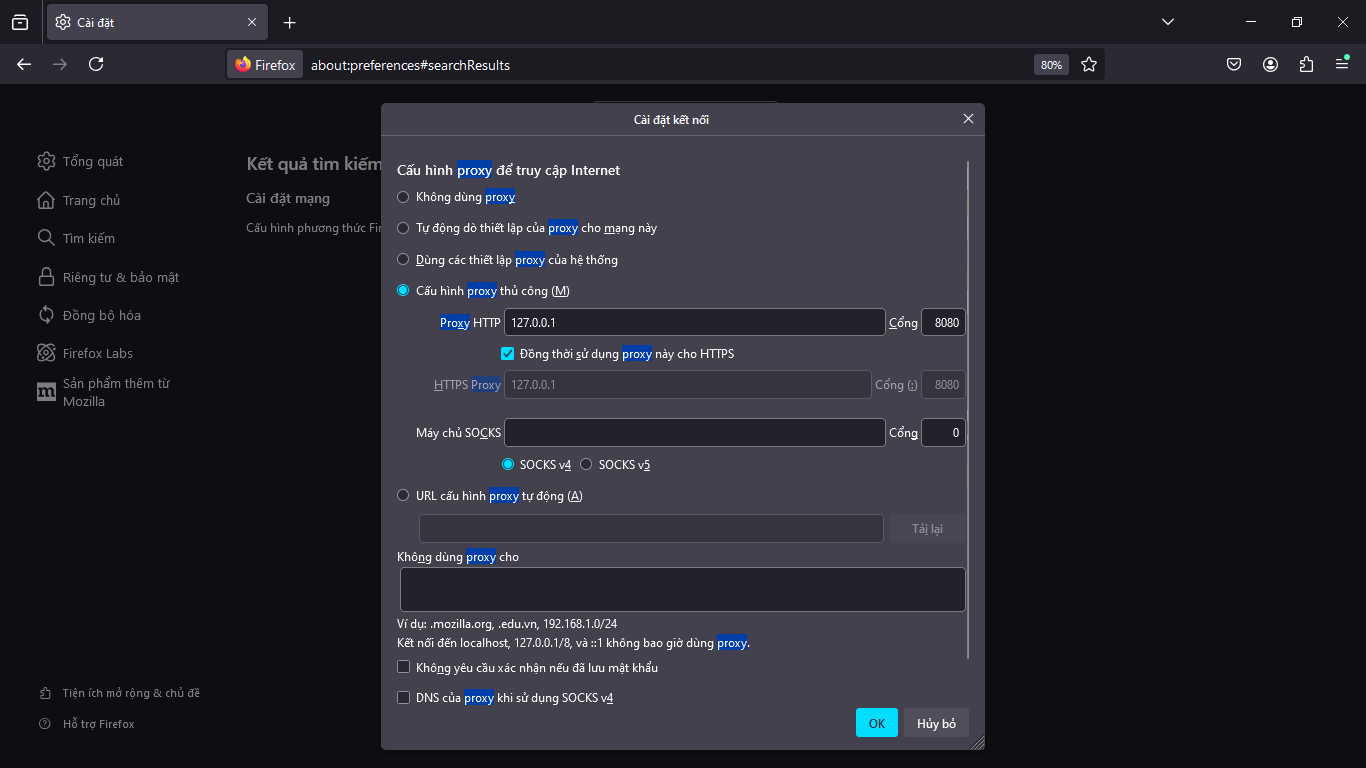 Cài đặt
Firefox
about:preferences#searchResults
80%
Tổng quát
Trang chủ
Tìm kiếm
Riêng tư & bảo mật
Đồng bộ hóa
Firefox Labs
Sản phẩm thêm từ
Mozilla
Tiện ích mở rộng & chủ đề
Hỗ trợ Firefox
Kết quả tìm kiếm
Cài đặt mạng
Cấu hình phương thức
Cài đặt kết nối
Cấu hình proxy để truy cập Internet
Không dùng proxy
Tự động dò thiết lập của proxy cho mạng này
Dùng các thiết lập proxy của hệ thống
Cấu hình proxy thủ công (M)
Proxy HTTP 127.0.0.1 Cổng 8080
Đồng thời sử dụng proxy này cho HTTPS
HTTPS Proxy 127.0.0.1 Cổng (:) 8080
Máy chủ SOCKS Cổng 0
SOCKS v4 SOCKS v5
URL cấu hình proxy tự động (A)
Tải lại
Không dùng proxy cho
Ví dụ: .mozilla.org, .edu.vn, 192.168.1.0/24
Kết nối đến localhost, 127.0.0.1/8, và ::1 không bao giờ dùng proxy.
Không yêu cầu xác nhận nếu đã lưu mật khẩu
DNS của proxy khi sử dụng SOCKS v4
OK Hủy bỏ